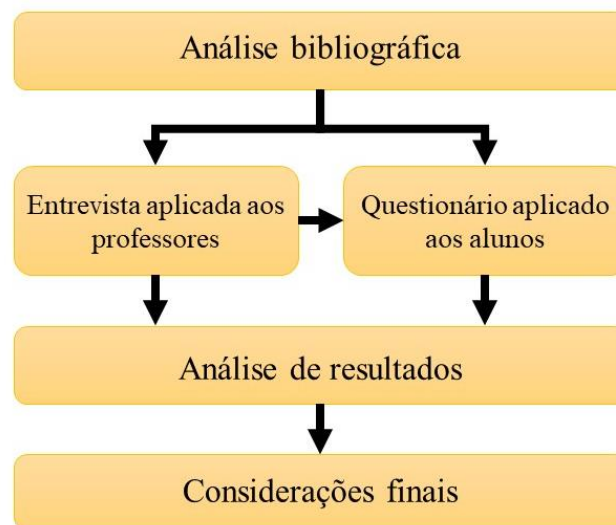 Análise bibliográfica
Entrevista aplicada aos
professores
Questionário aplicado
aos alunos
Análise de resultados
Considerações finais